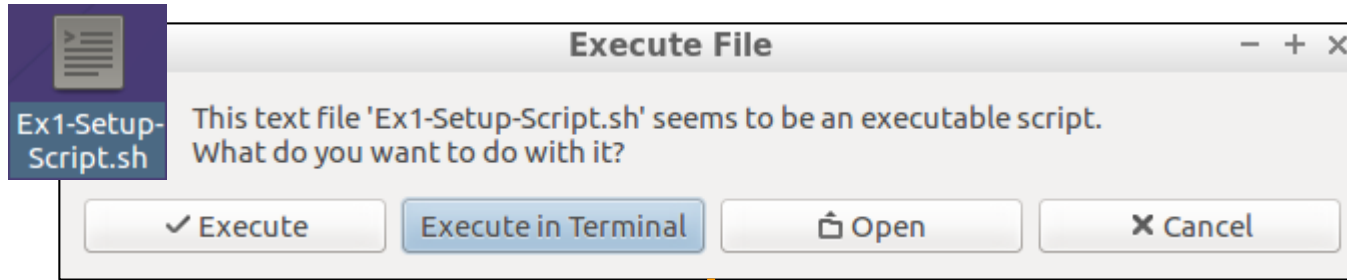 Ex1-Setup-
Script.sh
Execute File
This text file 'Ex1-Setup-Script.sh' seems to be an executable script.
What do you want to do with it?
Execute
Execute in Terminal
Open
Cancel